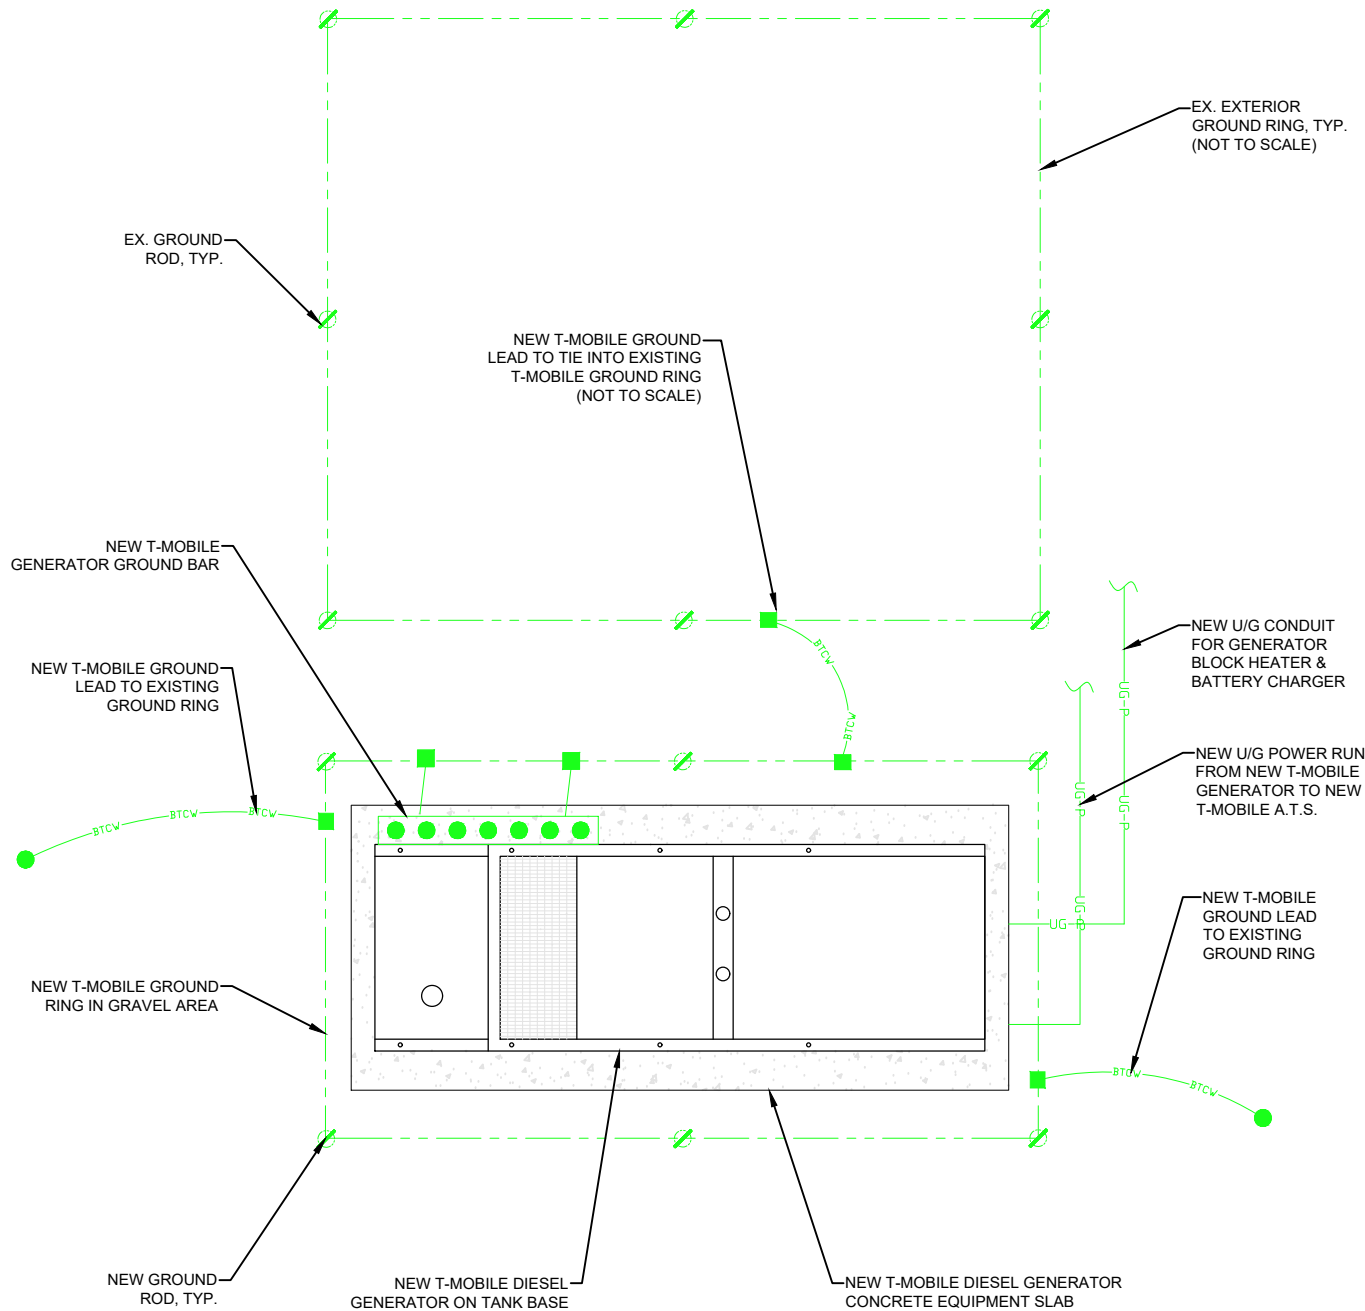 EX. EXTERIOR
GROUND RING, TYP.
(NOT TO SCALE)
EX. GROUND
ROD, TYP.
NEW T-MOBILE GROUND
LEAD TO TIE INTO EXISTING
T-MOBILE GROUND RING
(NOT TO SCALE)
NEW T-MOBILE
GENERATOR GROUND BAR
NEW U/G CONDUIT
FOR GENERATOR
BLOCK HEATER &
BATTERY CHARGER
NEW T-MOBILE GROUND
LEAD TO EXISTING
GROUND RING
BTCW
BTCW
UG-P
UG-P
UG-P
NEW U/G POWER RUN
FROM NEW T-MOBILE
GENERATOR TO NEW
T-MOBILE A.T.S.
BTCW
BTCW
BTCW
UG-P
UG-P
NEW T-MOBILE
GROUND LEAD
TO EXISTING
GROUND RING
NEW T-MOBILE GROUND
RING IN GRAVEL AREA
BTCW
BTCW
NEW GROUND
ROD, TYP.
NEW T-MOBILE DIESEL
GENERATOR ON TANK BASE
NEW T-MOBILE DIESEL GENERATOR
CONCRETE EQUIPMENT SLAB